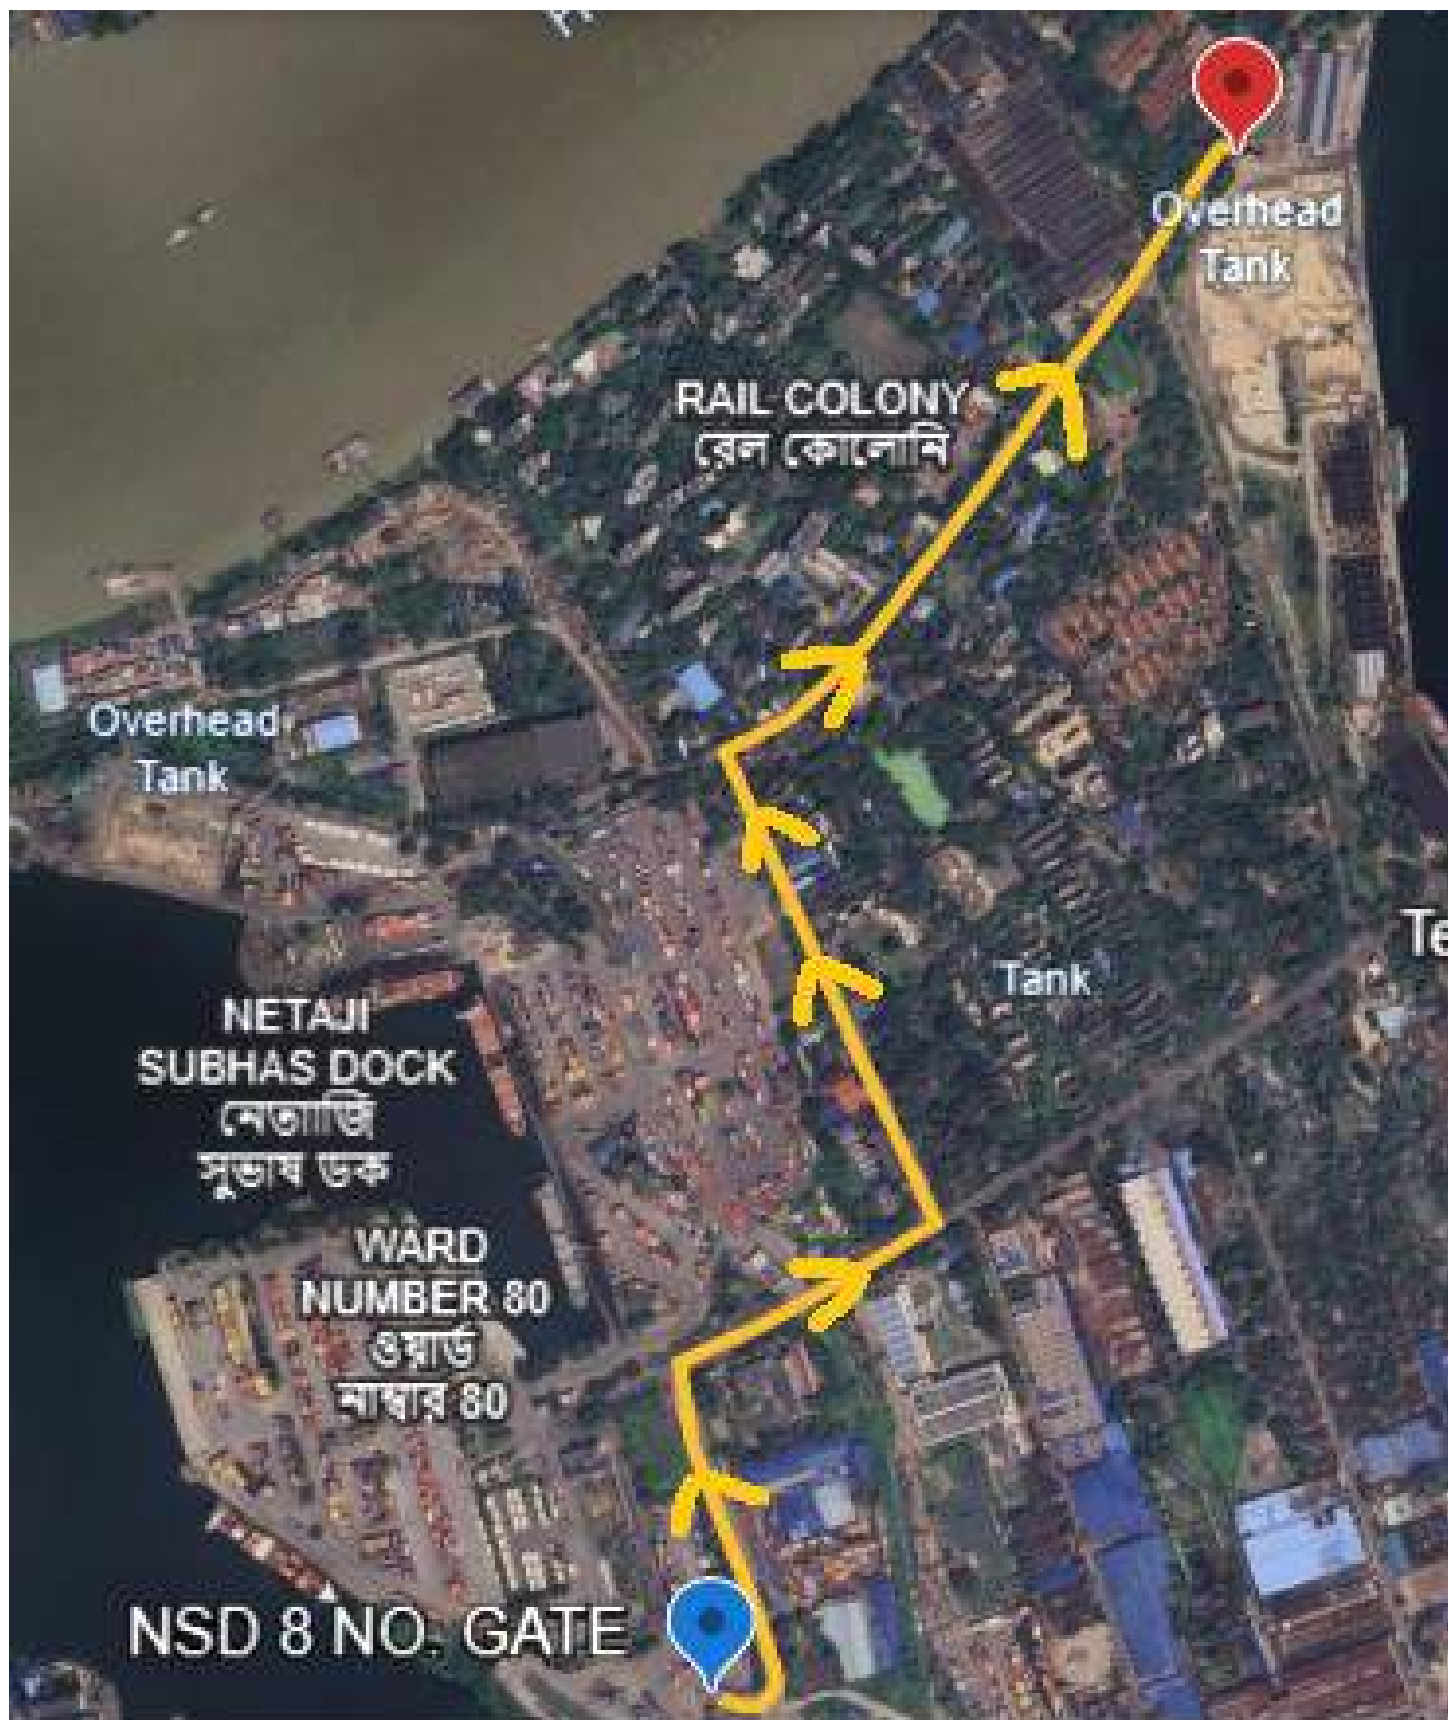 Overhead
Tank
RAIL COLONY
রেল কোলোনি
Overhead
Tank
Te
Tank
NETAJI
SUBHAS DOCK
নেতাাজি
সুভাষ ডক
WARD
NUMBER 80
ওয়ার্ড
নাম্বার 80
NSD 8 NO. GATE